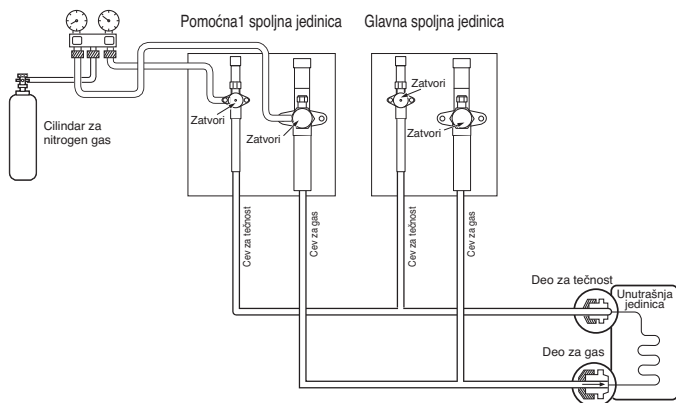 Pomoćna1 spoljna jedinica
Glavna spoljna jedinica
Cilindar za
nitrogen gas
Zatvori
Zatvori
Zatvori
Zatvori
Cev za tečnost
Cev za gas
Cev za tečnost
Cev za gas
Deo za tečnost
Unutrašnja
jedinica
Deo za gas